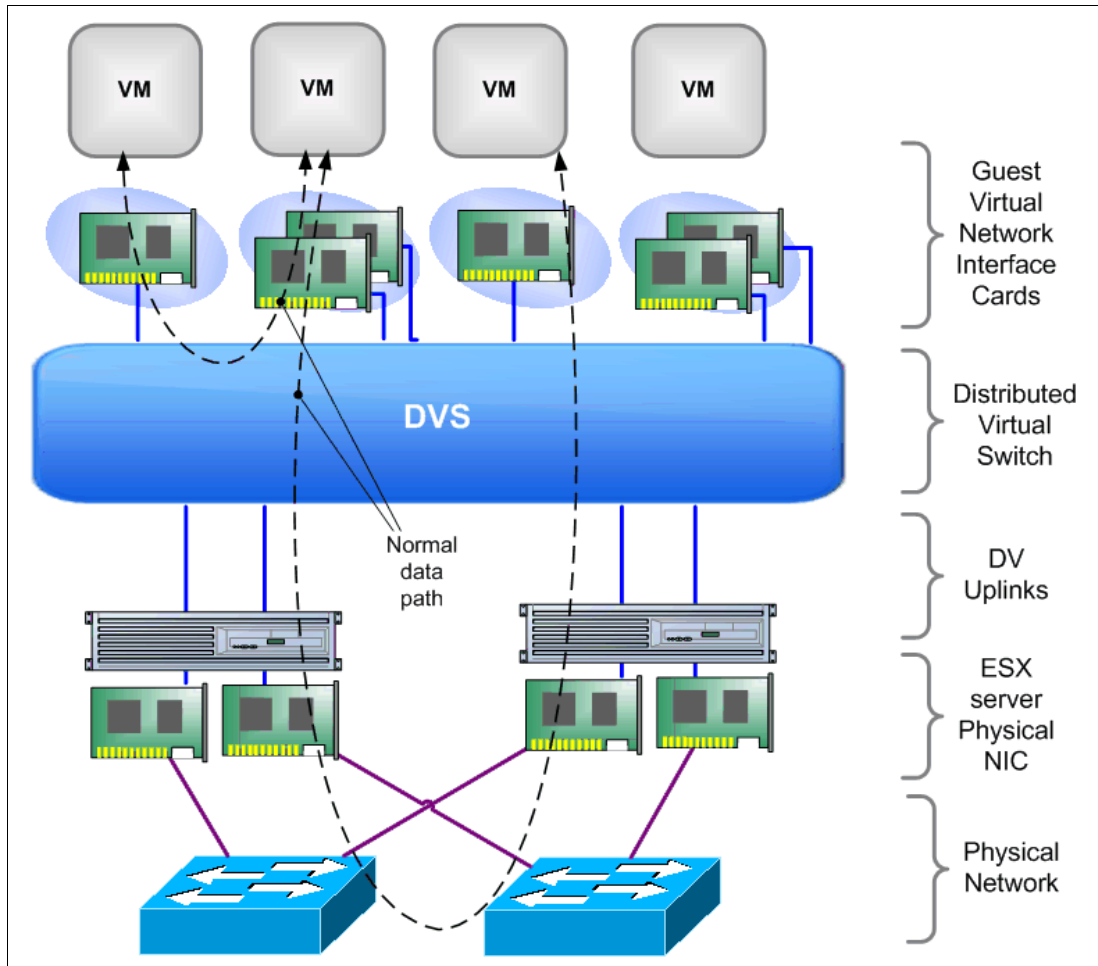 VM
VM
VM
VM
Guest
Virtual
Network
Interface
Cards
DVS
Distributed
Virtual
Switch
Normal
data
path
DV
Uplinks
ESX
server
Physical
NIC
Physical
Network